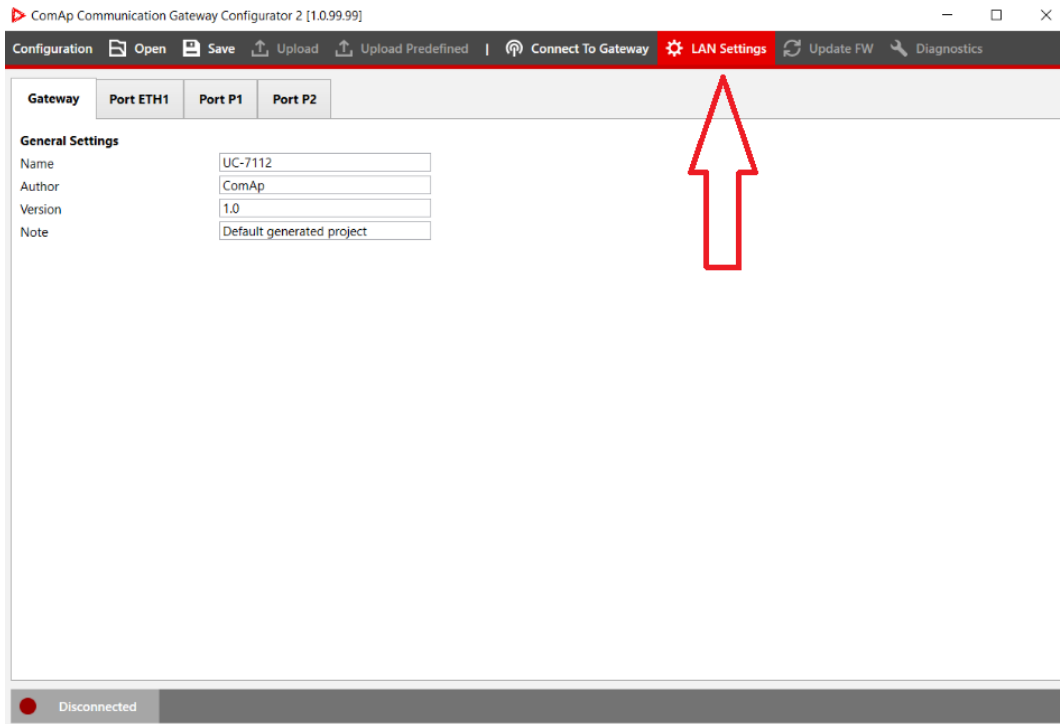 ComAp Communication Gateway Configurator 2 [1.0.99.99]
Configuration Open Save Upload Upload Predefined | Connect To Gateway LAN Settings Update FW Diagnostics
Gateway Port ETH1 Port P1 Port P2
General Settings
Name UC-7112
Author ComAp
Version 1.0
Note Default generated project
Disconnected